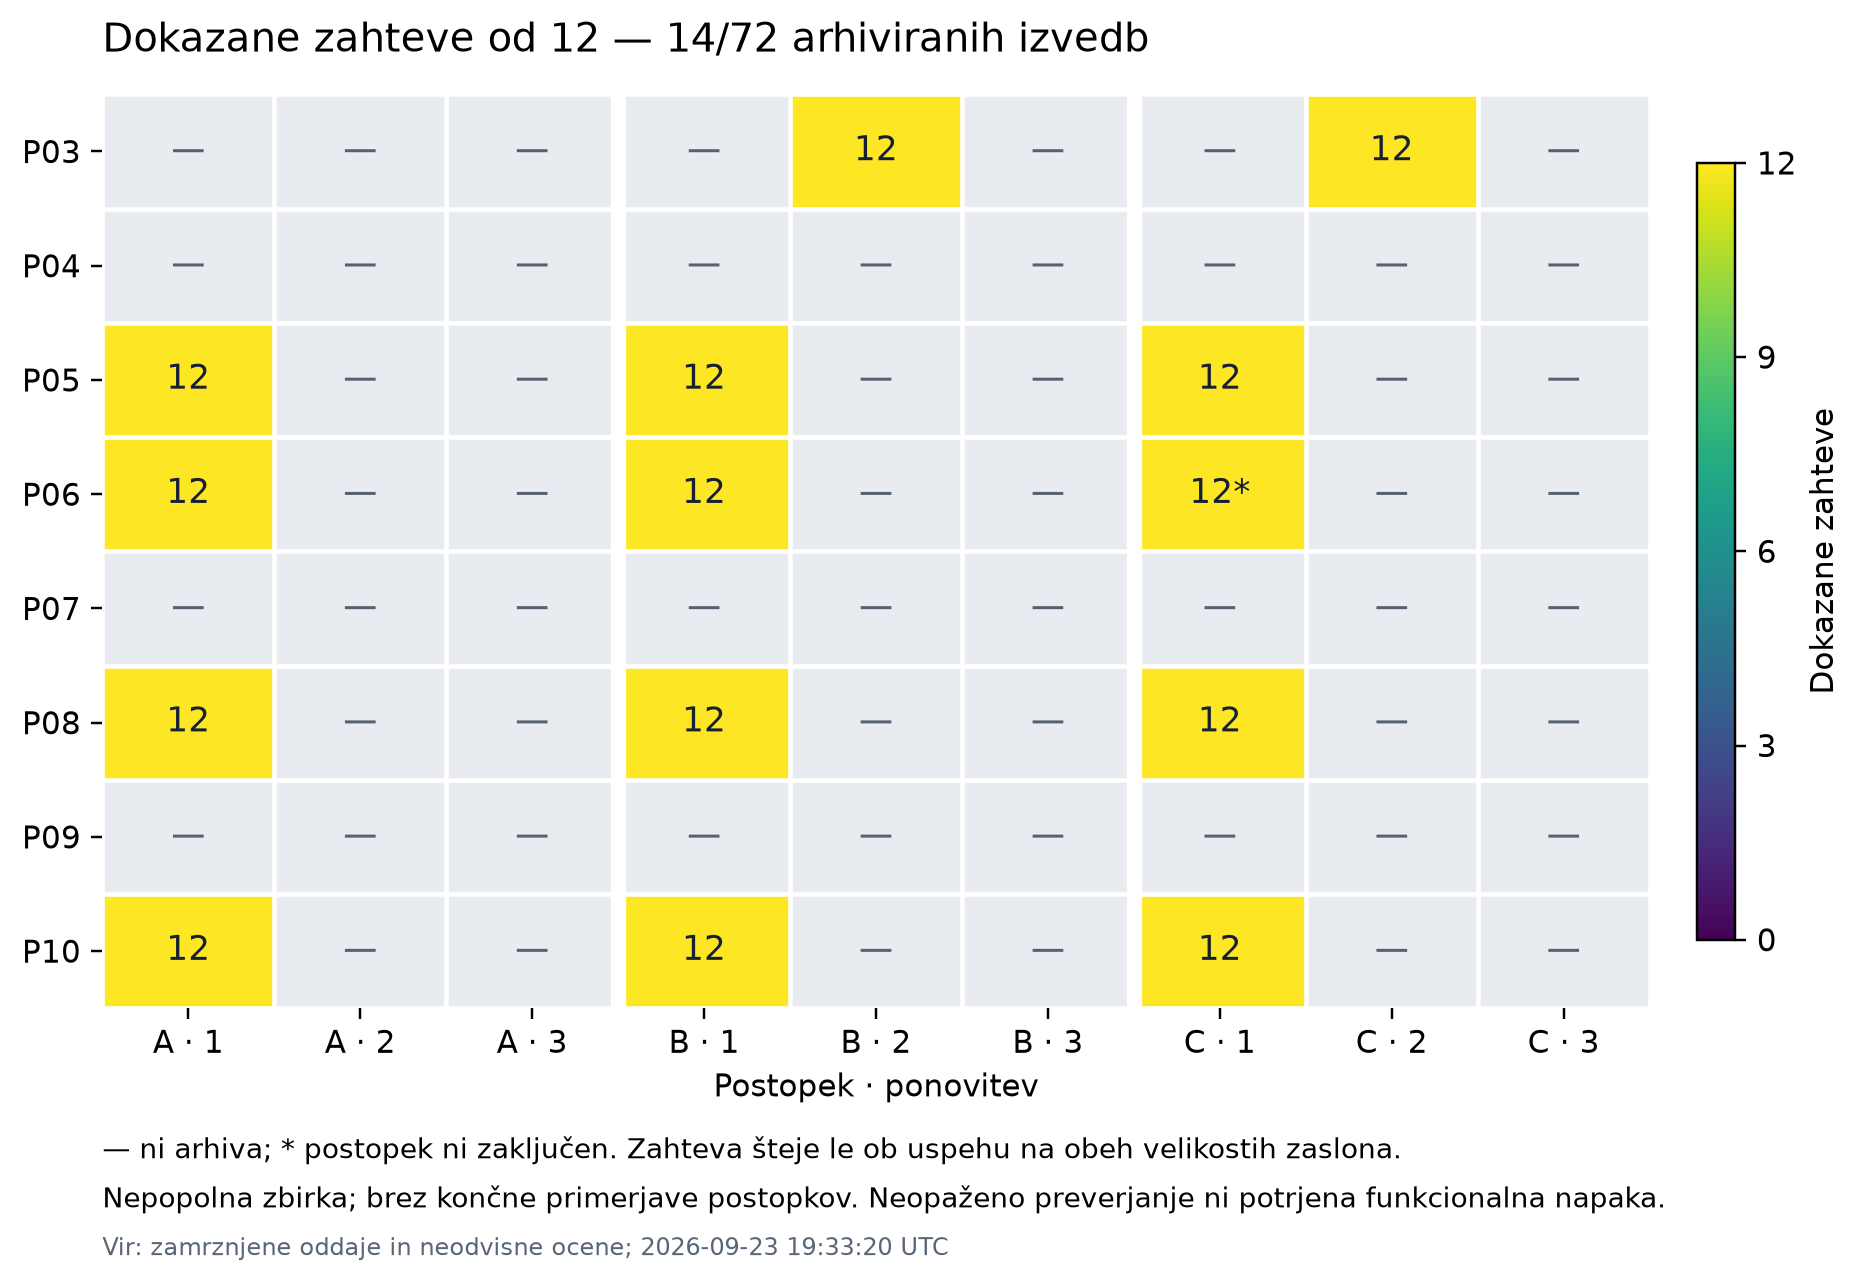 Dokazane zahteve od 12 — 14/72 arhiviranih izvedb
P03 — — — — 12 — — 12 —
P04 — — — — — — — — —
P05 12 — — 12 — — 12 — —
P06 12 — — 12 — — 12* — —
P07 — — — — — — — — —
P08 12 — — 12 — — 12 — —
P09 — — — — — — — — —
P10 12 — — 12 — — 12 — —
A · 1 A · 2 A · 3 B · 1 B · 2 B · 3 C · 1 C · 2 C · 3
Postopek · ponovitev
12
9
6
3
0
Dokazane zahteve
— ni arhiva; * postopek ni zaključen. Zahteva šteje le ob uspehu na obeh velikostih zaslona.
Nepopolna zbirka; brez končne primerjave postopkov. Neopaženo preverjanje ni potrjena funkcionalna napaka.
Vir: zamrznjene oddaje in neodvisne ocene; 2026-09-23 19:33:20 UTC